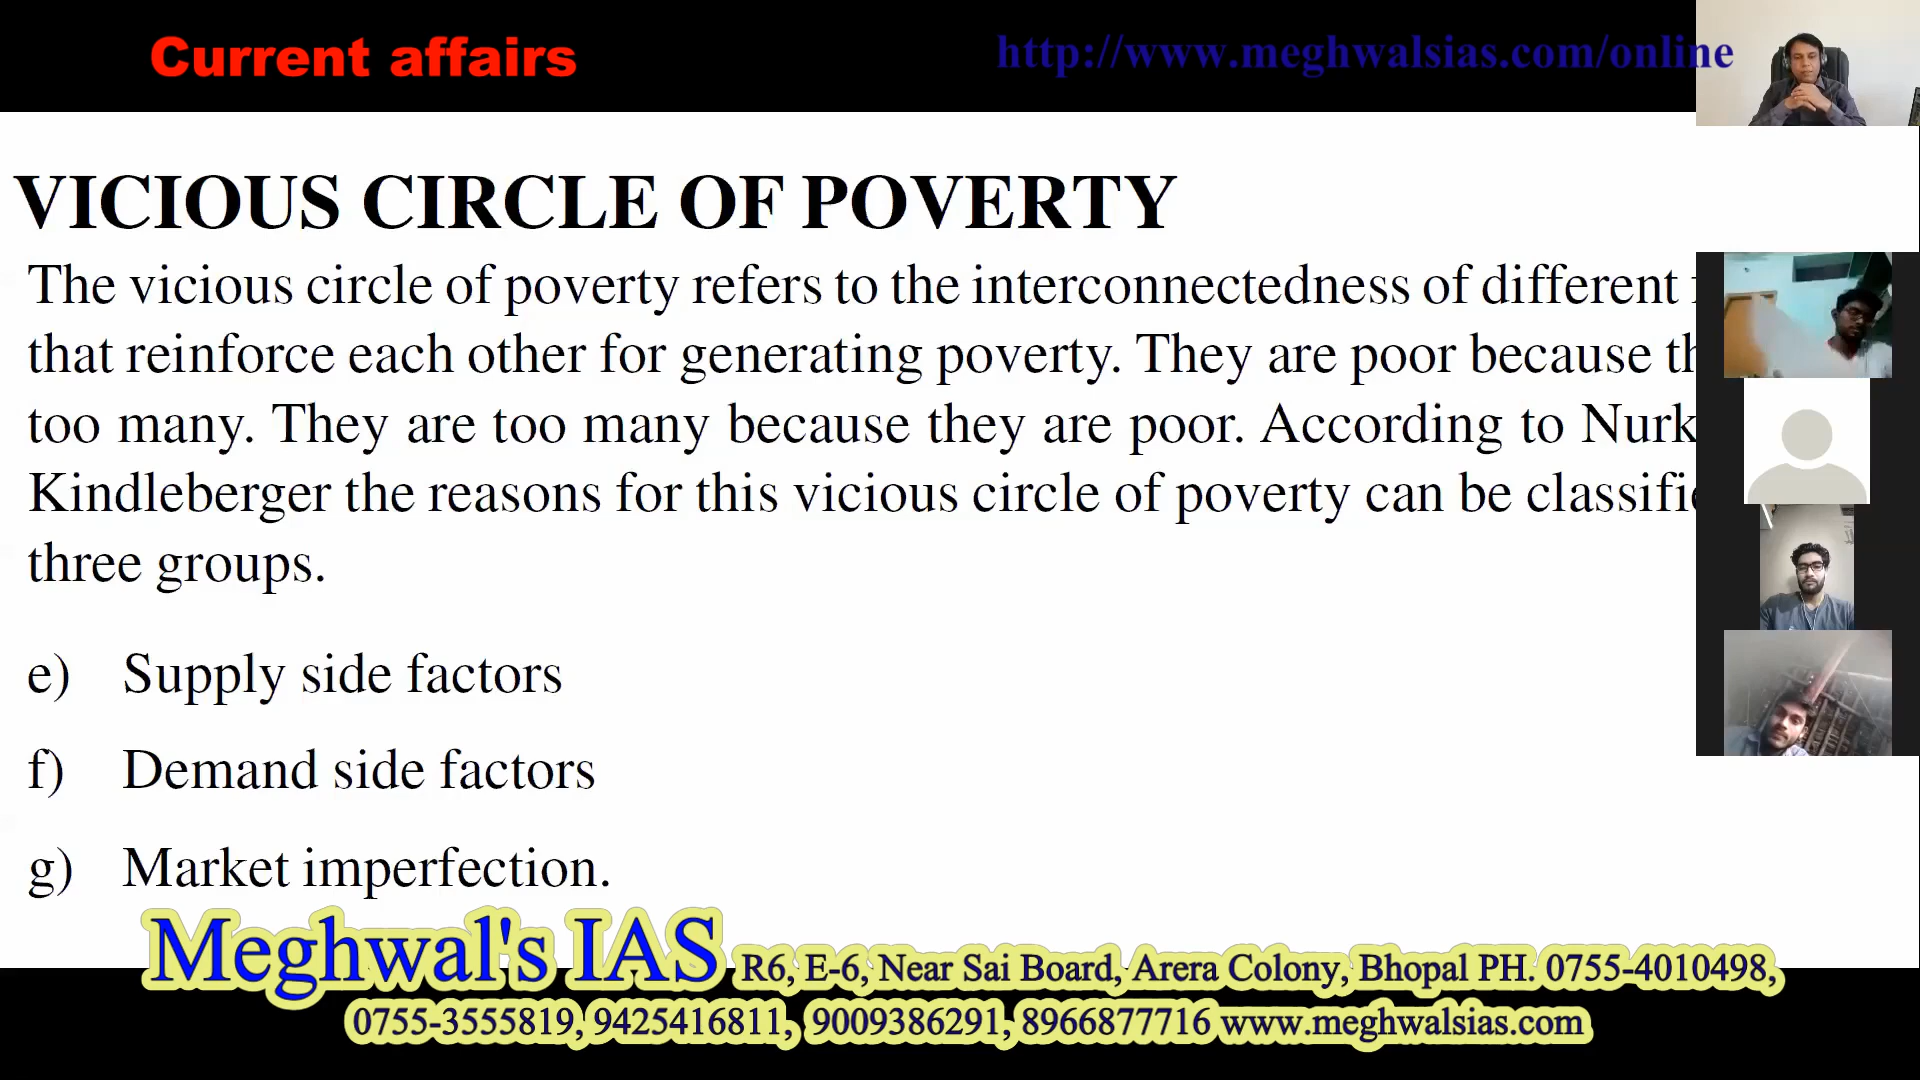 Current affairs
http://www.meghwalsias.com/online
VICIOUS CIRCLE OF POVERTY
The vicious circle of poverty refers to the interconnectedness of different
that reinforce each other for generating poverty. They are poor because
too many. They are too many because they are poor. According to
Kindleberger the reasons for this vicious circle of poverty can be
three groups.
e) Supply side factors
f) Demand side factors
g) Market imperfection.
Meghwal's IAS R6, E-6, Near Sai Board, Arera Colony, Bhopal PH. 0755-4010498,
0755-3555819, 9425416811, 9009386291, 8966877716 www.meghwalsias.com